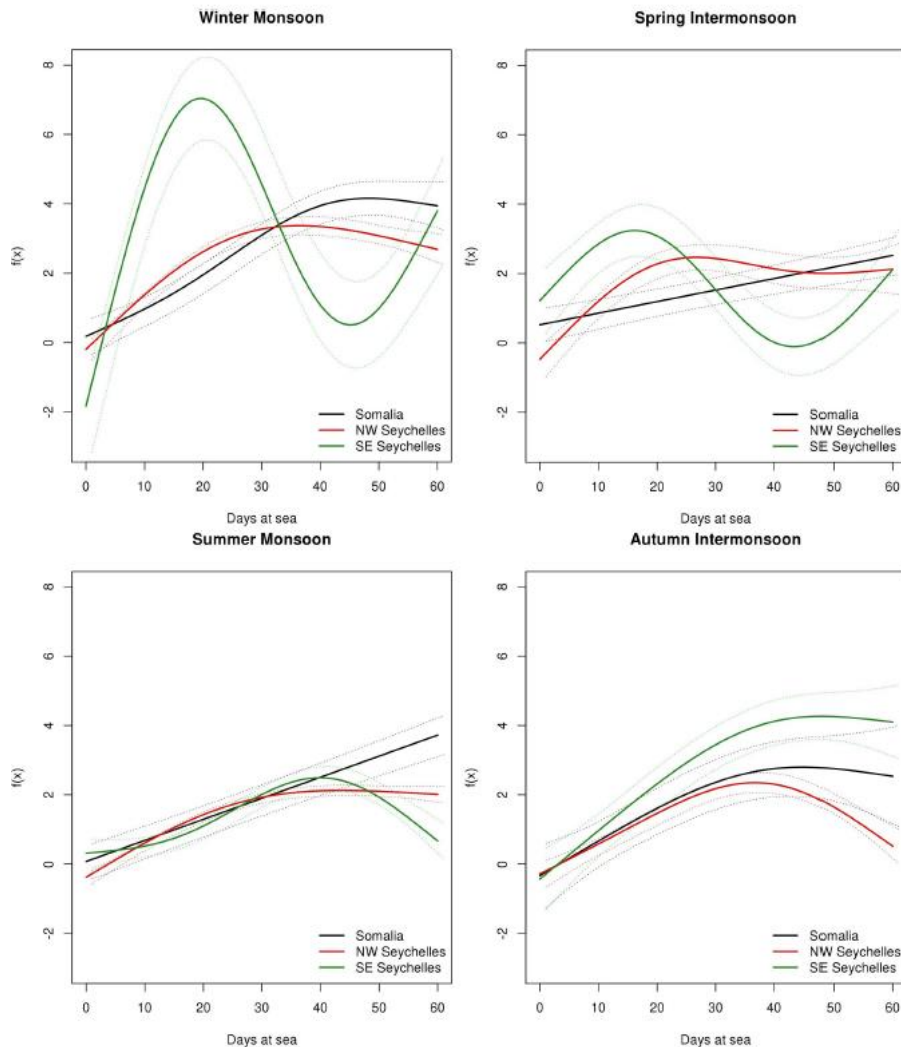 Winter Monsoon
f(x)
8
6
4
2
0
-2
Somalia
NW Seychelles
SE Seychelles
0 10 20 30 40 50 60
Days at sea
Spring Intermonsoon
f(x)
8
6
4
2
0
-2
Somalia
NW Seychelles
SE Seychelles
0 10 20 30 40 50 60
Days at sea
Summer Monsoon
f(x)
8
6
4
2
0
-2
Somalia
NW Seychelles
SE Seychelles
0 10 20 30 40 50 60
Days at sea
Autumn Intermonsoon
f(x)
8
6
4
2
0
-2
Somalia
NW Seychelles
SE Seychelles
0 10 20 30 40 50 60
Days at sea